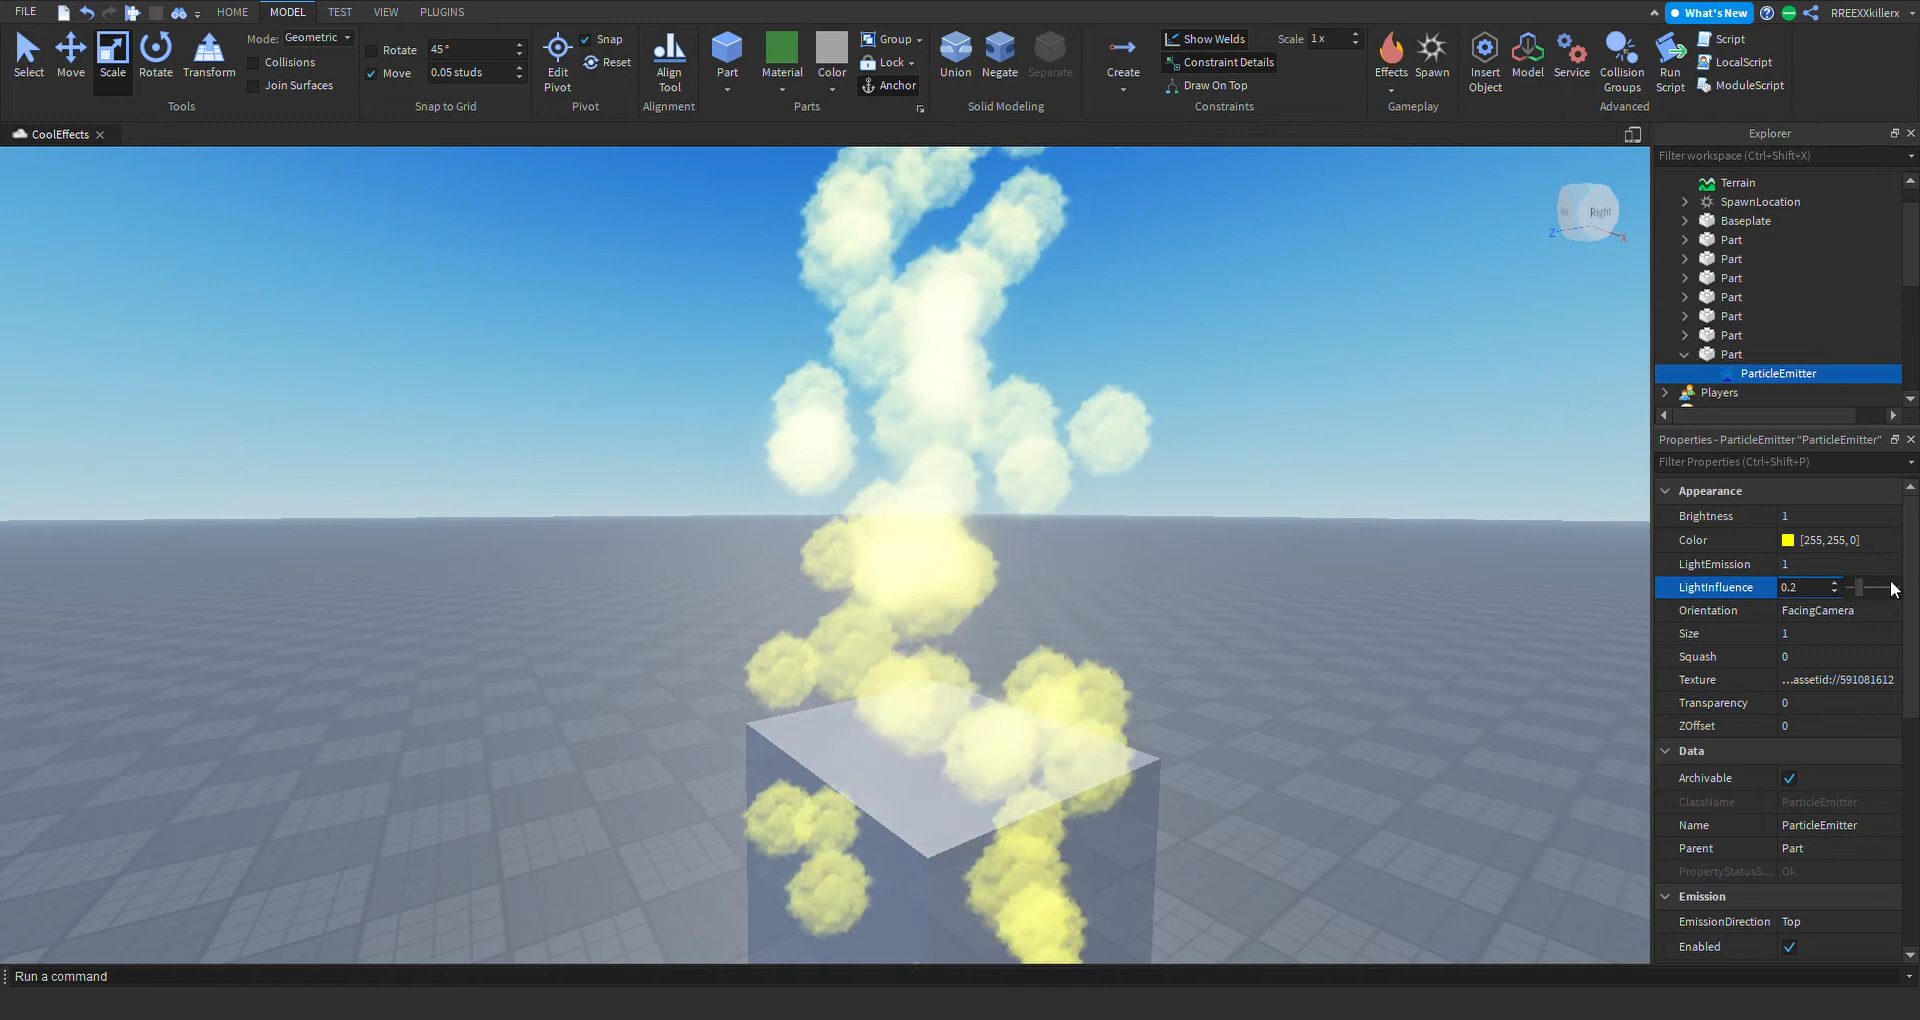 FILE HOME MODEL TEST VIEW PLUGINS What's New RREEXXkillerx
Select Move Scale Rotate Transform
Mode: Geometric
Collisions
Join Surfaces
Tools
Rotate 45°
Move 0.05 studs
Snap to Grid
Edit Pivot
Snap
Reset
Pivot
Align Tool
Alignment
Part Material Color
Group
Lock
Anchor
Parts
Union Negate Separate
Solid Modeling
Create
Show Welds
Constraint Details
Draw On Top
Scale 1 x
Constraints
Effects Spawn
Gameplay
Insert Object
Model
Service
Collision Groups
Run Script
Script
LocalScript
ModuleScript
Advanced
CoolEffects
Right
Z
X
Explorer
Filter workspace (Ctrl+Shift+X)
Terrain
SpawnLocation
Baseplate
Part
Part
Part
Part
Part
Part
Part
ParticleEmitter
Players
Properties - ParticleEmitter "ParticleEmitter"
Filter Properties (Ctrl+Shift+P)
Appearance
Brightness 1
Color [255, 255, 0]
LightEmission 1
LightInfluence 0.2
Orientation FacingCamera
Size 1
Squash 0
Texture ...assetid://591081612
Transparency 0
ZOffset 0
Data
Archivable
ClassName ParticleEmitter
Name ParticleEmitter
Parent Part
PropertyStatusS... Ok
Emission
EmissionDirection Top
Enabled
Run a command